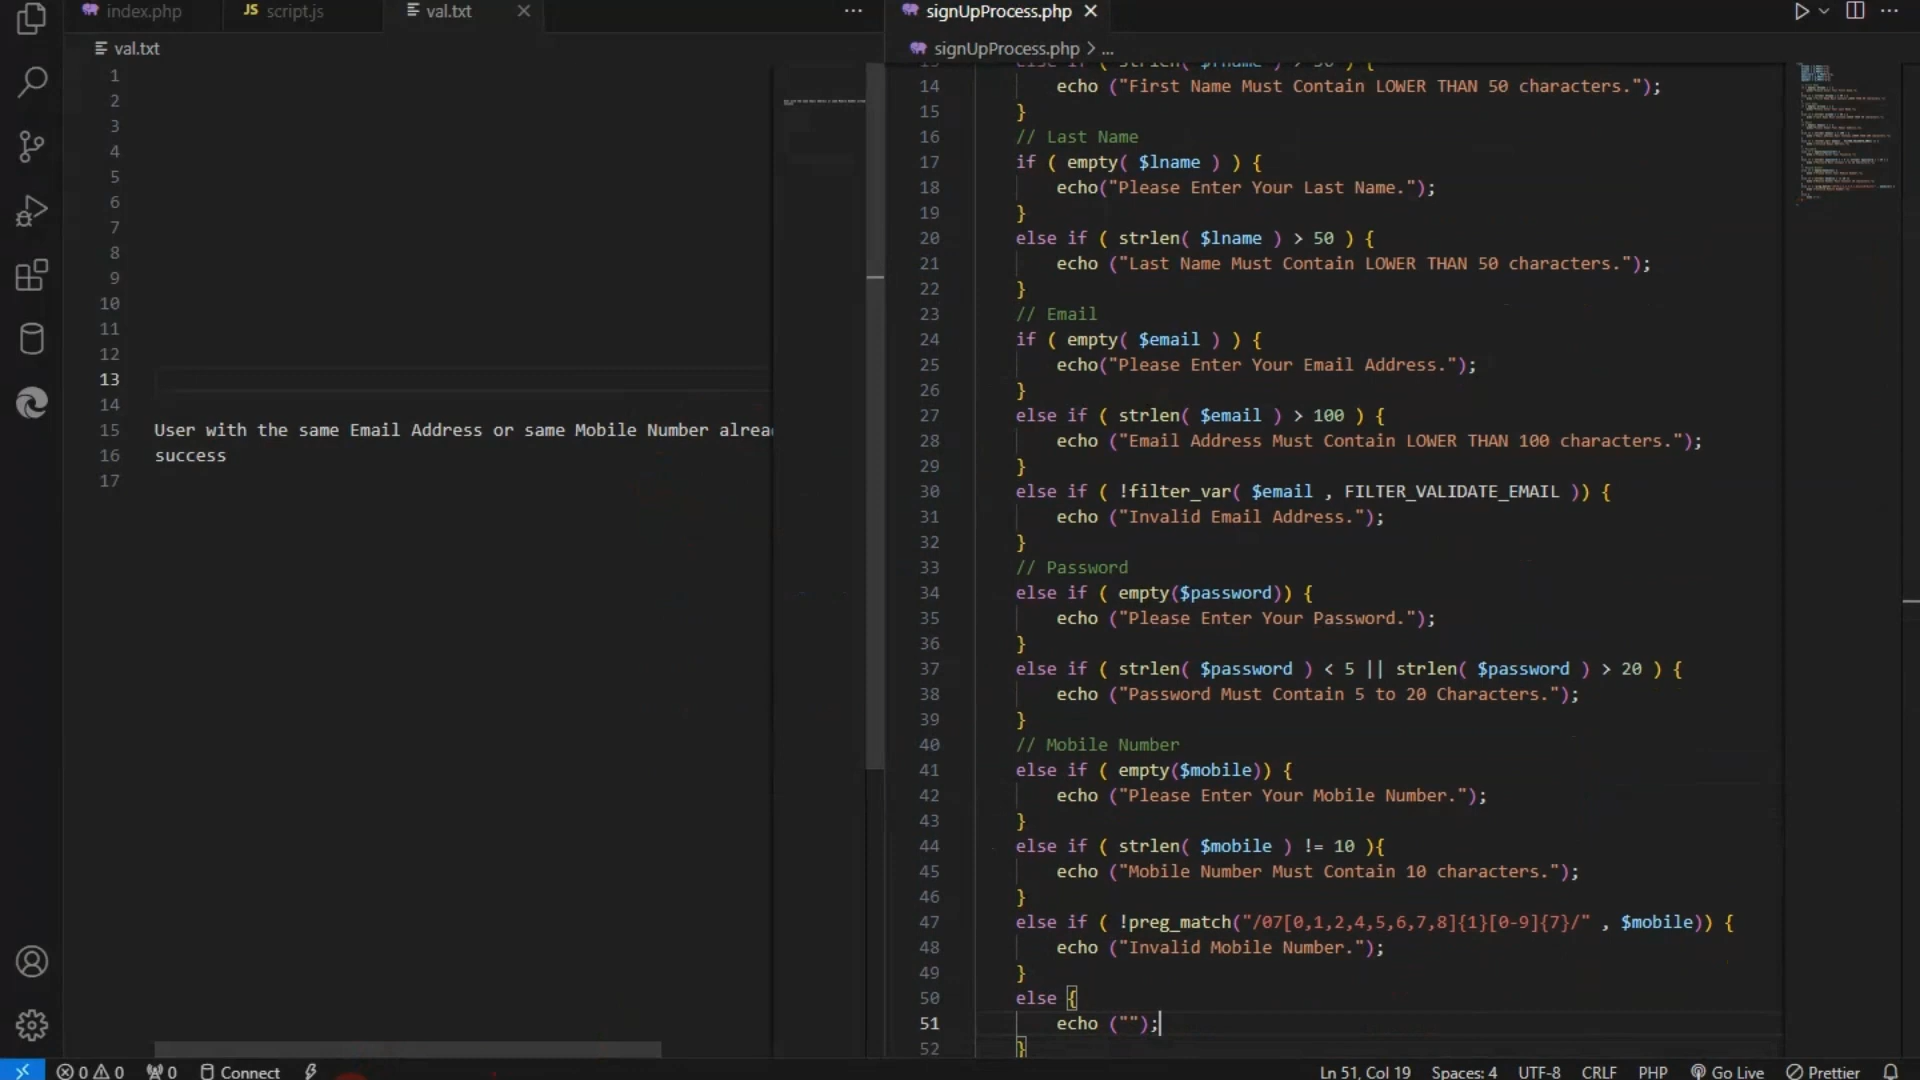 index.php
JS script.js
val.txt
signUpProcess.php
val.txt
signUpProcess.php > ...
1
2
3
4
5
6
7
8
9
10
11
12
13
14
15 User with the same Email Address or same Mobile Number alrea
16 success
17
13 else if ( strlen( $fname ) > 50 ) {
14 echo ("First Name Must Contain LOWER THAN 50 characters.");
15 }
16 // Last Name
17 if ( empty( $lname ) ) {
18 echo("Please Enter Your Last Name.");
19 }
20 else if ( strlen( $lname ) > 50 ) {
21 echo ("Last Name Must Contain LOWER THAN 50 characters.");
22 }
23 // Email
24 if ( empty( $email ) ) {
25 echo("Please Enter Your Email Address.");
26 }
27 else if ( strlen( $email ) > 100 ) {
28 echo ("Email Address Must Contain LOWER THAN 100 characters.");
29 }
30 else if ( !filter_var( $email , FILTER_VALIDATE_EMAIL )) {
31 echo ("Invalid Email Address.");
32 }
33 // Password
34 else if ( empty($password)) {
35 echo ("Please Enter Your Password.");
36 }
37 else if ( strlen( $password ) < 5 || strlen( $password ) > 20 ) {
38 echo ("Password Must Contain 5 to 20 Characters.");
39 }
40 // Mobile Number
41 else if ( empty($mobile)) {
42 echo ("Please Enter Your Mobile Number.");
43 }
44 else if ( strlen( $mobile ) != 10 ){
45 echo ("Mobile Number Must Contain 10 characters.");
46 }
47 else if ( !preg_match("/07[0,1,2,4,5,6,7,8]{1}[0-9]{7}/" , $mobile)) {
48 echo ("Invalid Mobile Number.");
49 }
50 else {
51 echo ("");
52 }
0 0 0 Connect
Ln 51, Col 19 Spaces: 4 UTF-8 CRLF PHP Go Live Prettier